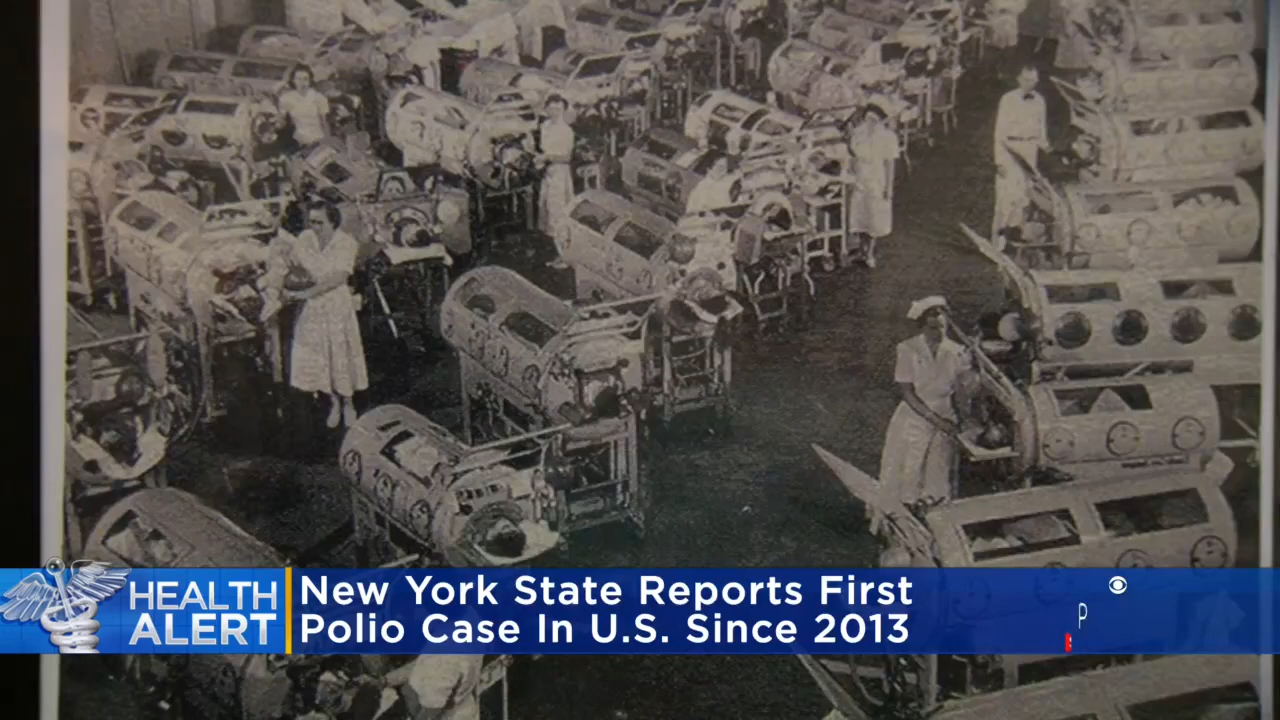 HEALTH
ALERT
New York State Reports First
Polio Case In U.S. Since 2013
P